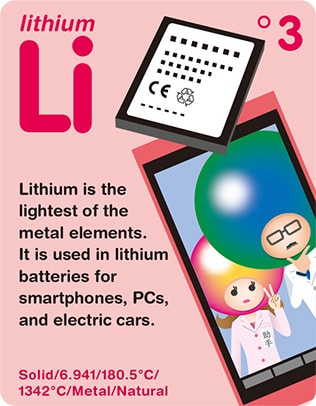 lithium
°3
Li
CE
Lithium is the
lightest of the
metal elements.
It is used in lithium
batteries for
smartphones, PCs,
and electric cars.
助手
Solid/6.941/180.5°C/
1342°C/Metal/Natural